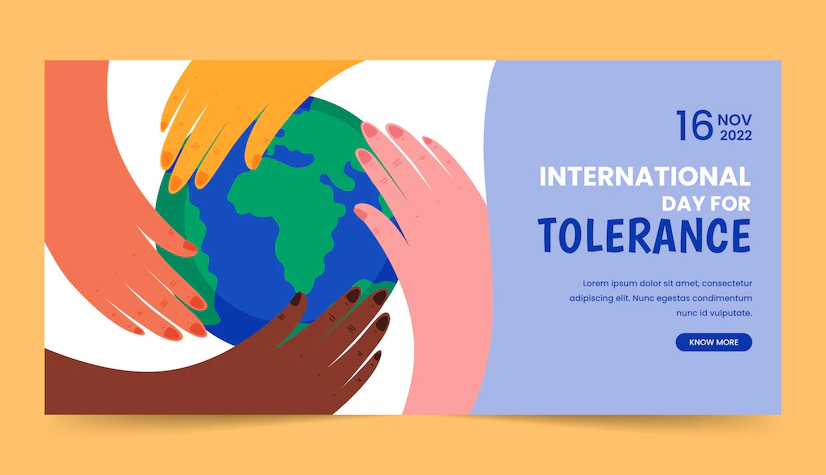 16 NOV
2022
INTERNATIONAL
DAY FOR
TOLERANCE
Lorem ipsum dolor sit amet, consectetur
adipiscing elit. Nunc egestas condimentum
nunc id vulputate.
KNOW MORE